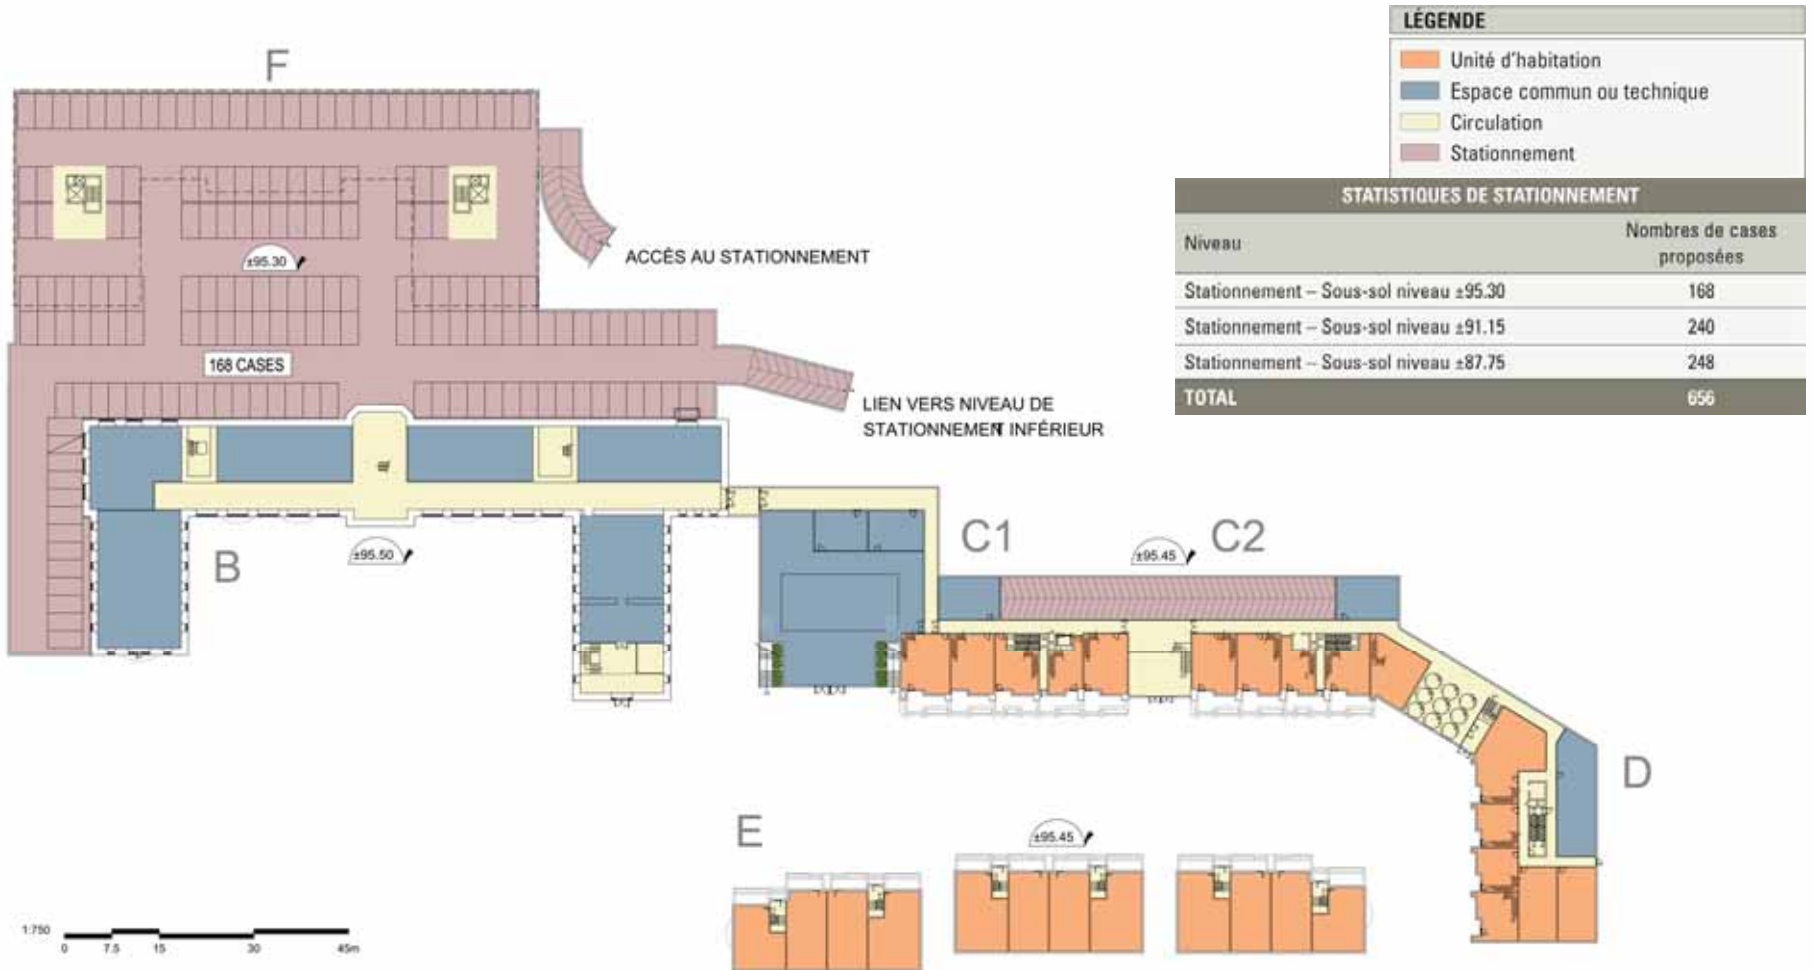 LÉGENDE
Unité d'habitation
Espace commun ou technique
Circulation
Stationnement
STATISTIQUES DE STATIONNEMENT
Niveau
Nombres de cases
proposées
Stationnement – Sous-sol niveau ±95.30 168
Stationnement – Sous-sol niveau ±91.15 240
Stationnement – Sous-sol niveau ±87.75 248
TOTAL 656
F
ACCÈS AU STATIONNEMENT
±95.30
168 CASES
LIEN VERS NIVEAU DE
STATIONNEMENT INFÉRIEUR
B
±95.50
C1
±95.45
C2
D
E
±95.45
1:750
0 7.5 15 30 45m